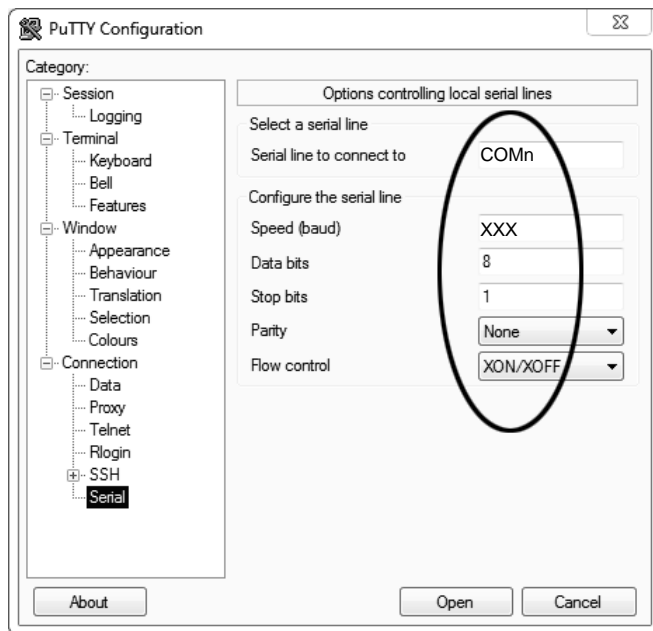 PuTTY Configuration
Category:
Session
Logging
Terminal
Keyboard
Bell
Features
Window
Appearance
Behaviour
Translation
Selection
Colours
Connection
Data
Proxy
Telnet
Rlogin
SSH
Serial
Options controlling local serial lines
Select a serial line
Serial line to connect to COMn
Configure the serial line
Speed (baud) XXX
Data bits 8
Stop bits 1
Parity None
Flow control XON/XOFF
About Open Cancel